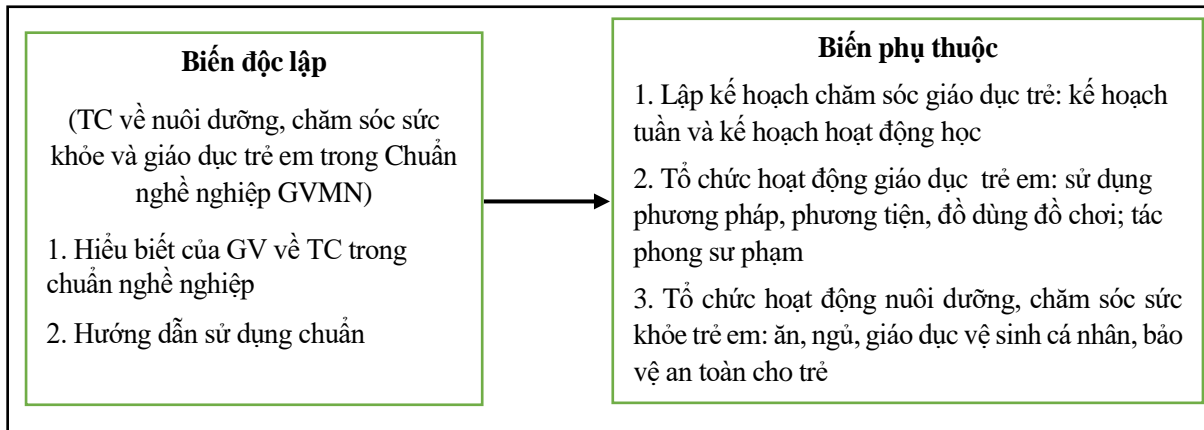 Biến độc lập
(TC về nuôi dưỡng, chăm sóc sức
khỏe và giáo dục trẻ em trong Chuẩn
nghề nghiệp GVMN)
1. Hiểu biết của GV về TC trong
chuẩn nghề nghiệp
2. Hướng dẫn sử dụng chuẩn
Biến phụ thuộc
1. Lập kế hoạch chăm sóc giáo dục trẻ: kế hoạch
tuần và kế hoạch hoạt động học
2. Tổ chức hoạt động giáo dục trẻ em: sử dụng
phương pháp, phương tiện, đồ dùng đồ chơi; tác
phong sư phạm
3. Tổ chức hoạt động nuôi dưỡng, chăm sóc sức
khỏe trẻ em: ăn, ngủ, giáo dục vệ sinh cá nhân, bảo
vệ an toàn cho trẻ